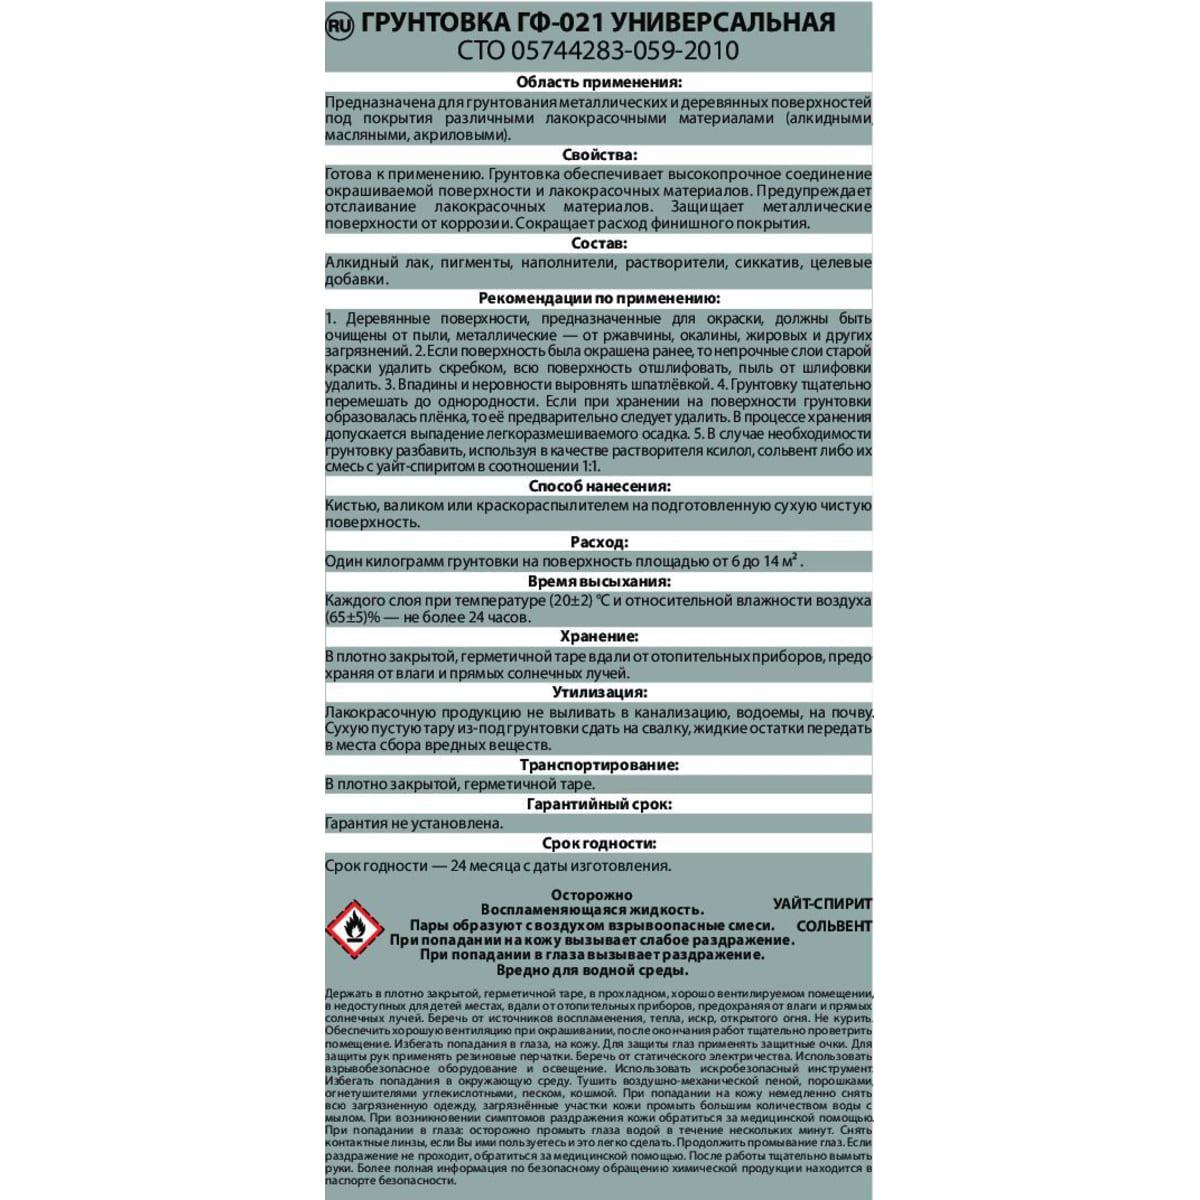 RU ГРУНТОВКА ГФ-021 УНИВЕРСАЛЬНАЯ
СТО 05744283-059-2010
Область применения:
Предназначена для грунтования металлических и деревянных поверхностей
под покрытия различными лакокрасочными материалами (алкидными,
масляными, акриловыми).
Свойства:
Готова к применению. Грунтовка обеспечивает высокопрочное соединение
окрашиваемой поверхности и лакокрасочных материалов. Предупреждает
отслаивание лакокрасочных материалов. Защищает металлические
поверхности от коррозии. Сокращает расход финишного покрытия.
Состав:
Алкидный лак, пигменты, наполнители, растворители, сиккатив, целевые
добавки.
Рекомендации по применению:
1. Деревянные поверхности, предназначенные для окраски, должны быть
очищены от пыли, металлические — от ржавчины, окалины, жировых и других
загрязнений. 2. Если поверхность была окрашена ранее, то непрочные слои старой
краски удалить скребком, всю поверхность отшлифовать, пыль от шлифовки
удалить. 3. Впадины и неровности выровнять шпатлёвкой. 4. Грунтовку тщательно
перемешать до однородности. Если при хранении на поверхности грунтовки
образовалась плёнка, то её предварительно следует удалить. В процессе хранения
допускается выпадение легкоразмешиваемого осадка. 5. В случае необходимости
грунтовку разбавить, используя в качестве растворителя ксилол, сольвент либо их
смесь с уайт-спиритом в соотношении 1:1.
Способ нанесения:
Кистью, валиком или краскораспылителем на подготовленную сухую чистую
поверхность.
Расход:
Один килограмм грунтовки на поверхность площадью от 6 до 14 м².
Время высыхания:
Каждого слоя при температуре (20±2) °С и относительной влажности воздуха
(65±5)% — не более 24 часов.
Хранение:
В плотно закрытой, герметичной таре вдали от отопительных приборов, предо-
храняя от влаги и прямых солнечных лучей.
Утилизация:
Лакокрасочную продукцию не выливать в канализацию, водоемы, на почву.
Сухую пустую тару из-под грунтовки сдать на свалку, жидкие остатки передать
в места сбора вредных веществ.
Транспортирование:
В плотно закрытой, герметичной таре.
Гарантийный срок:
Гарантия не установлена.
Срок годности:
Срок годности — 24 месяца с даты изготовления.
Осторожно
Воспламеняющаяся жидкость.
Пары образуют с воздухом взрывоопасные смеси.
При попадании на кожу вызывает слабое раздражение.
При попадании в глаза вызывает раздражение.
Вредно для водной среды.
УАЙТ-СПИРИТ
СОЛЬВЕНТ
Держать в плотно закрытой, герметичной таре, в прохладном, хорошо вентилируемом помещении,
в недоступных для детей местах, вдали от отопительных приборов, предохраняя от влаги и прямых
солнечных лучей. Беречь от источников воспламенения, тепла, искр, открытого огня. Не курить.
Обеспечить хорошую вентиляцию при окрашивании, после окончания работ тщательно проветрить
помещение. Избегать попадания в глаза, на кожу. Для защиты глаз применять защитные очки. Для
защиты рук применять резиновые перчатки. Беречь от статического электричества. Использовать
взрывобезопасное оборудование и освещение. Использовать искробезопасный инструмент.
Избегать попадания в окружающую среду. Тушить воздушно-механической пеной, порошками,
огнетушителями углекислотными, песком, кошмой. При попадании на кожу немедленно снять
всю загрязненную одежду, загрязнённые участки кожи промыть большим количеством воды с
мылом. При возникновении симптомов раздражения кожи обратиться за медицинской помощью.
При попадании в глаза: осторожно промыть глаза водой в течение нескольких минут. Снять
контактные линзы, если Вы ими пользуетесь и это легко сделать. Продолжить промывание глаз. Если
раздражение не проходит, обратиться за медицинской помощью. После работы тщательно вымыть
руки. Более полная информация по безопасному обращению химической продукции находится в
паспорте безопасности.